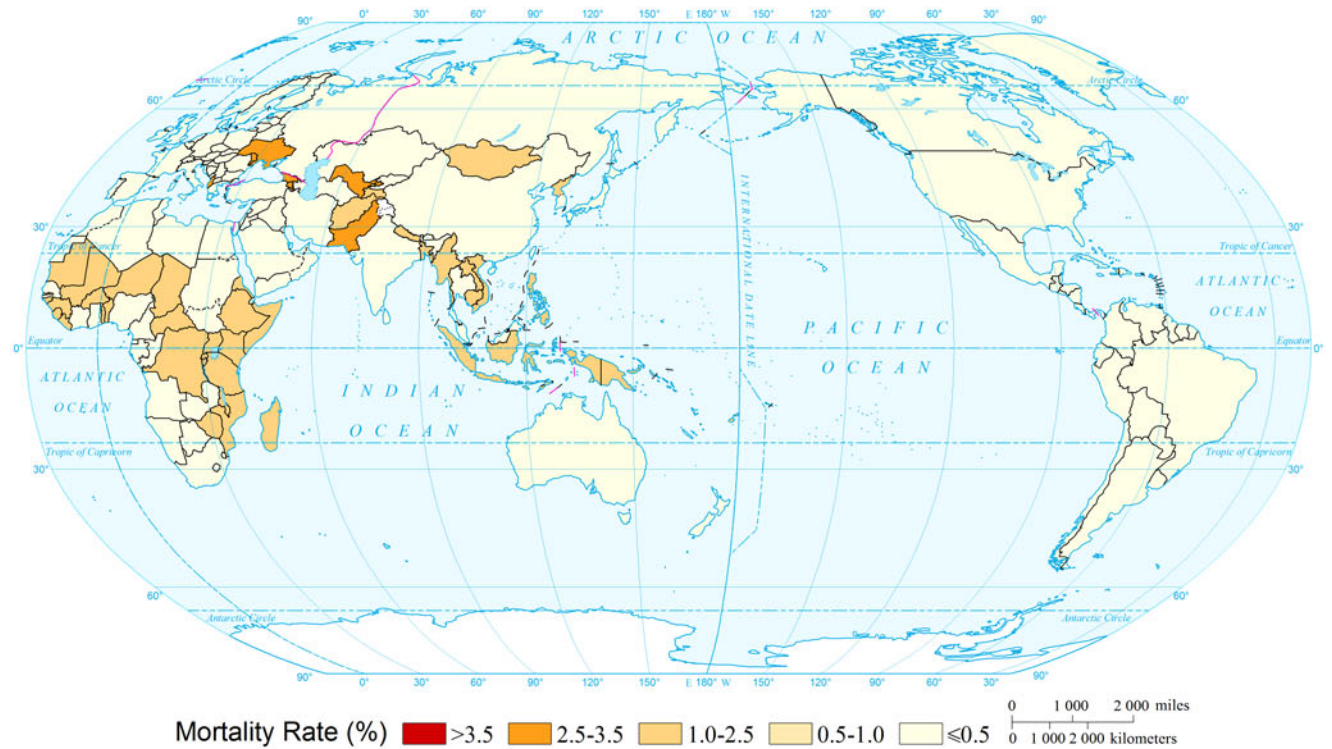 90° 0° 30° 60° 90° 120° 150° E 180° W 150° 120° 90° 60° 30° 90°
ARCTIC OCEAN
Arctic Circle
Arctic Circle
60°
60°
30°
30°
Tropic of Cancer
Tropic of Cancer
INTERNATIONAL DATE LINE
ATLANTIC
OCEAN
PACIFIC
OCEAN
Equator
Equator
0°
0°
ATLANTIC
OCEAN
INDIAN
OCEAN
Tropic of Capricorn
Tropic of Capricorn
30°
30°
60°
60°
Antarctic Circle
Antarctic Circle
90° 0° 30° 60° 90° 120° 150° E 180° W 150° 120° 90° 60° 30° 0° 90°
Mortality Rate (%) >3.5 2.5-3.5 1.0-2.5 0.5-1.0 ≤0.5
0 1 000 2 000 miles
0 1 000 2 000 kilometers